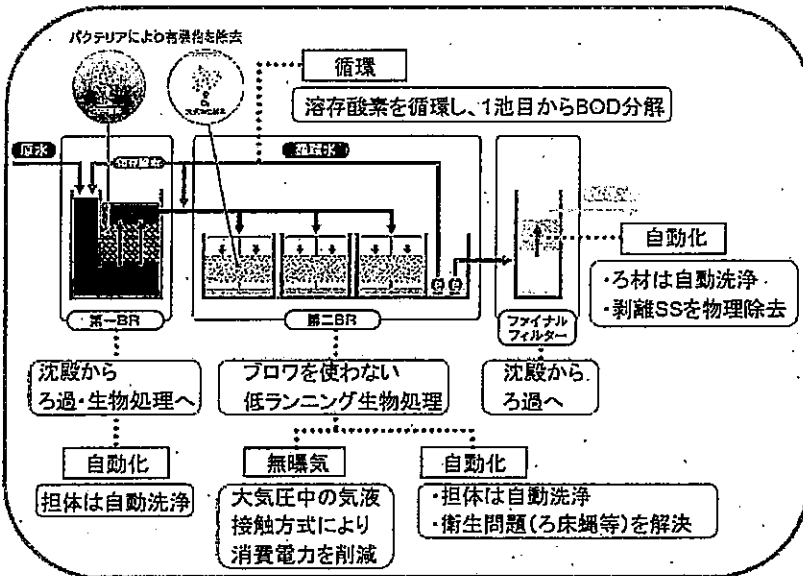 バクテリアにより有機物を除去
循環
溶存酸素を循環し、1池目からBOD分解
原水
循環水
自動化
・ろ材は自動洗浄
・剥離SSを物理除去
第一BR
第二BR
ファイナル
フィルター
沈殿から
ろ過・生物処理へ
ブロワを使わない
低ランニング生物処理
沈殿から
ろ過へ
自動化
担体は自動洗浄
無曝気
大気圧中の気液
接触方式により
消費電力を削減
自動化
・担体は自動洗浄
・衛生問題(ろ床蝿等)を解決